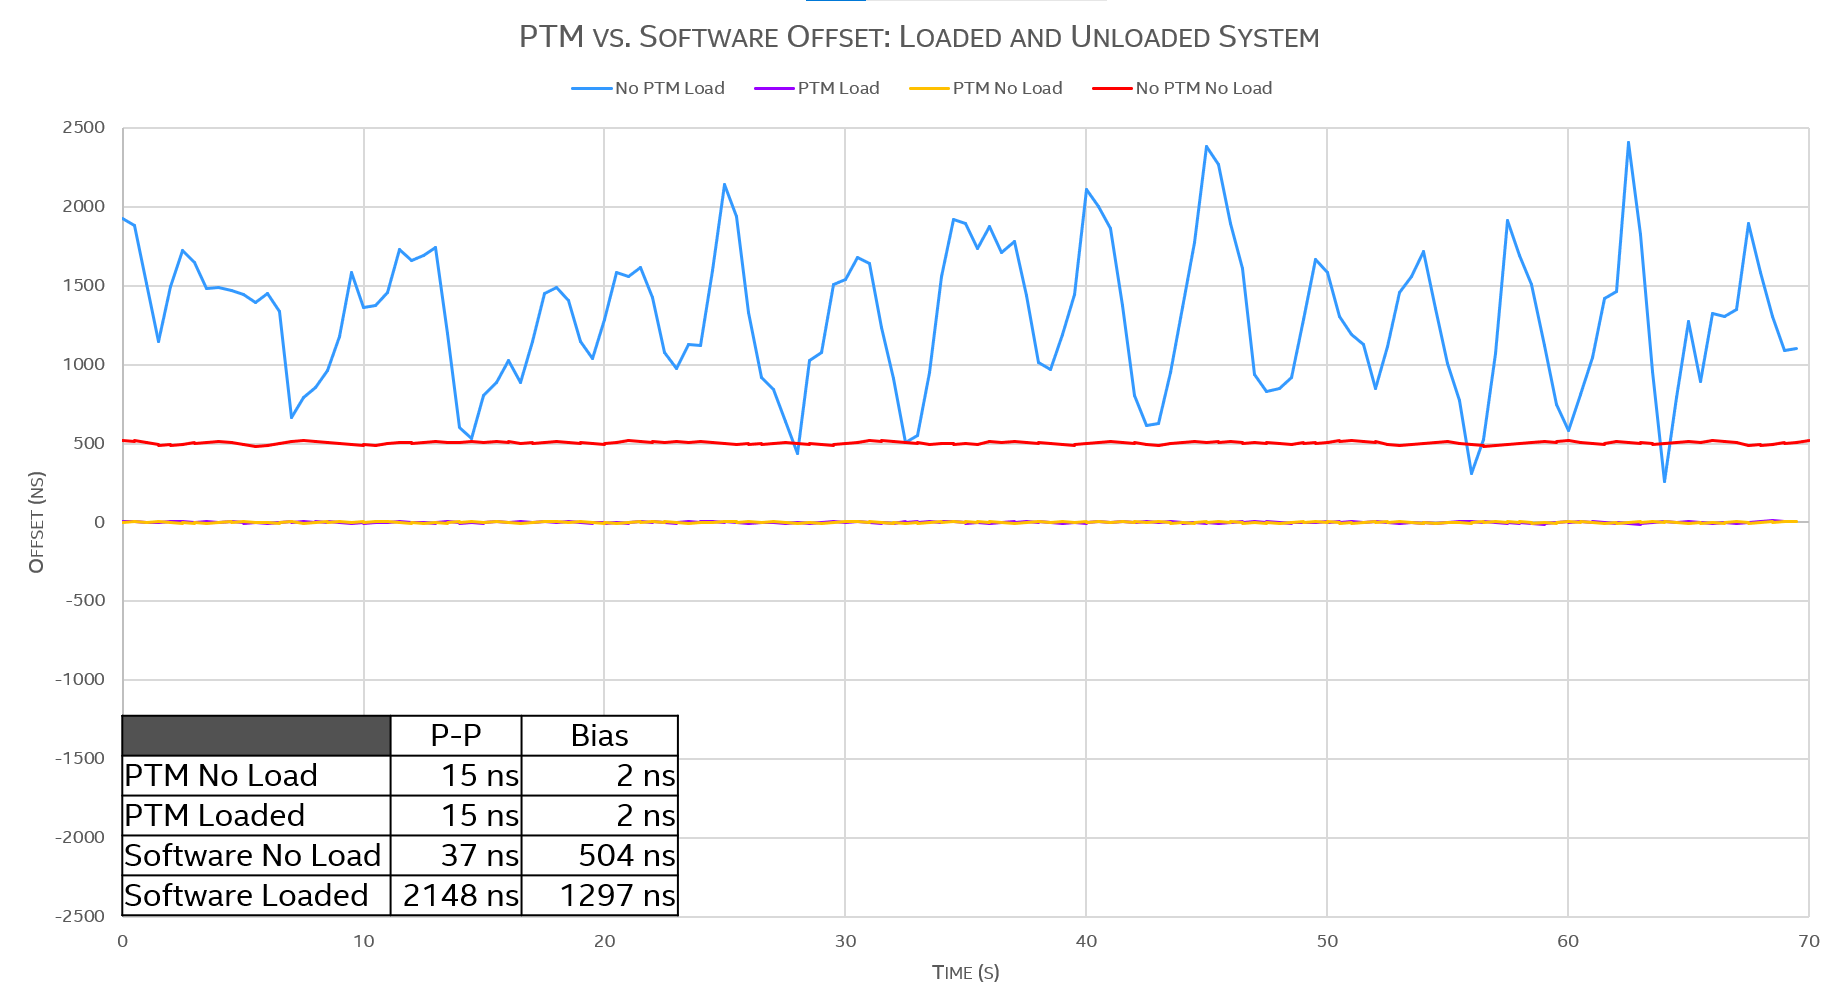 PTM vs. Software Offset: Loaded and Unloaded System
No PTM Load PTM Load PTM No Load No PTM No Load
2500
2000
1500
1000
500
0
-500
-1000
-1500
-2000
-2500
Offset (ns)
P-P Bias
PTM No Load 15 ns 2 ns
PTM Loaded 15 ns 2 ns
Software No Load 37 ns 504 ns
Software Loaded 2148 ns 1297 ns
0 10 20 30 40 50 60 70
Time (s)